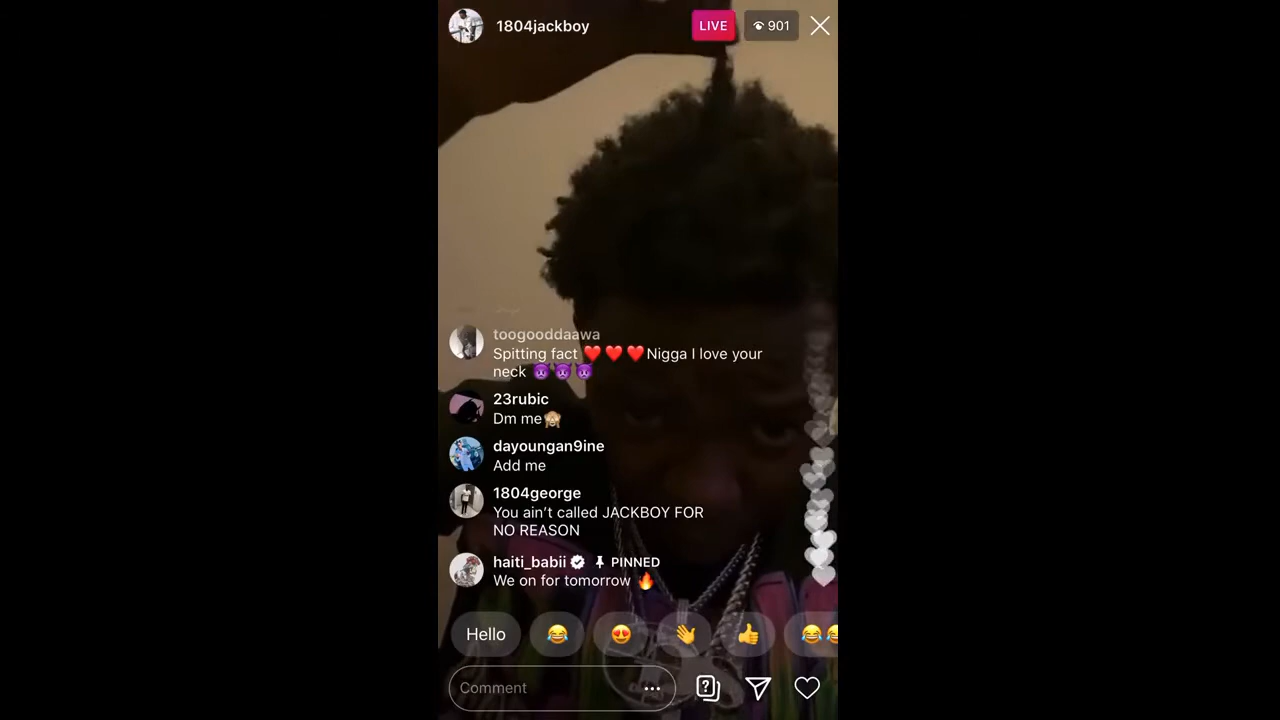 1804jackboy LIVE 901
toogooddaawa
Spitting fact ❤️❤️❤️Nigga I love your
neck 😈😈😈
23rubic
Dm me🙈
dayoungan9ine
Add me
1804george
You ain't called JACKBOY FOR
NO REASON
haiti_babii PINNED
We on for tomorrow 🔥
Hello 😂 😍 👋 👍 😂😂
Comment